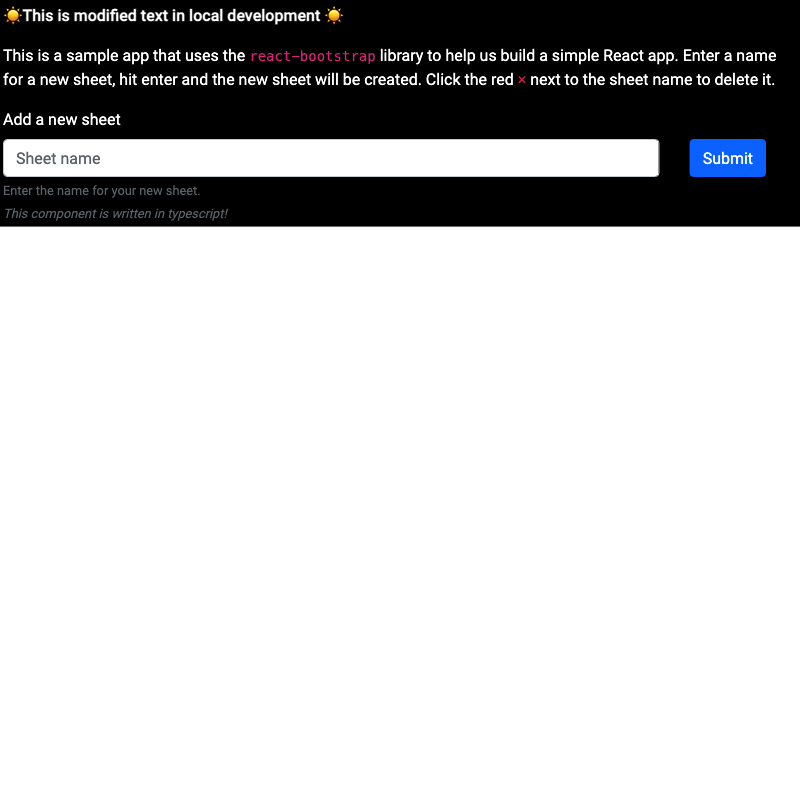 ☀️This is modified text in local development ☀️
This is a sample app that uses the react-bootstrap library to help us build a simple React app. Enter a name
for a new sheet, hit enter and the new sheet will be created. Click the red × next to the sheet name to delete it.
Add a new sheet
Sheet name
Submit
Enter the name for your new sheet.
This component is written in typescript!